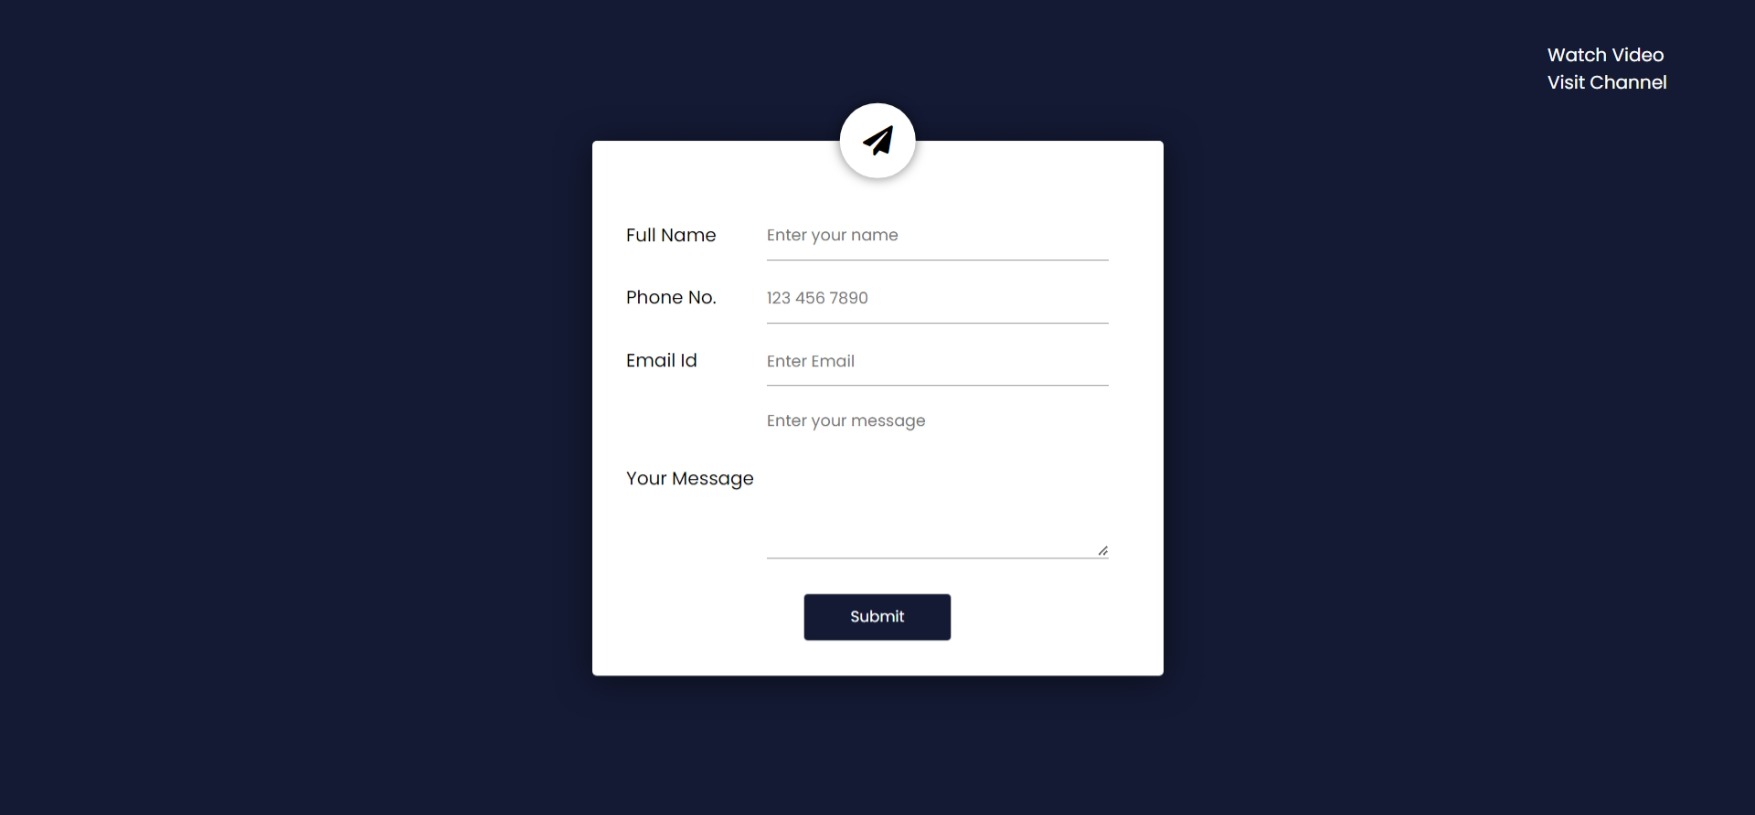 Watch Video
Visit Channel
Full Name
Enter your name
Phone No.
123 456 7890
Email Id
Enter Email
Enter your message
Your Message
Submit